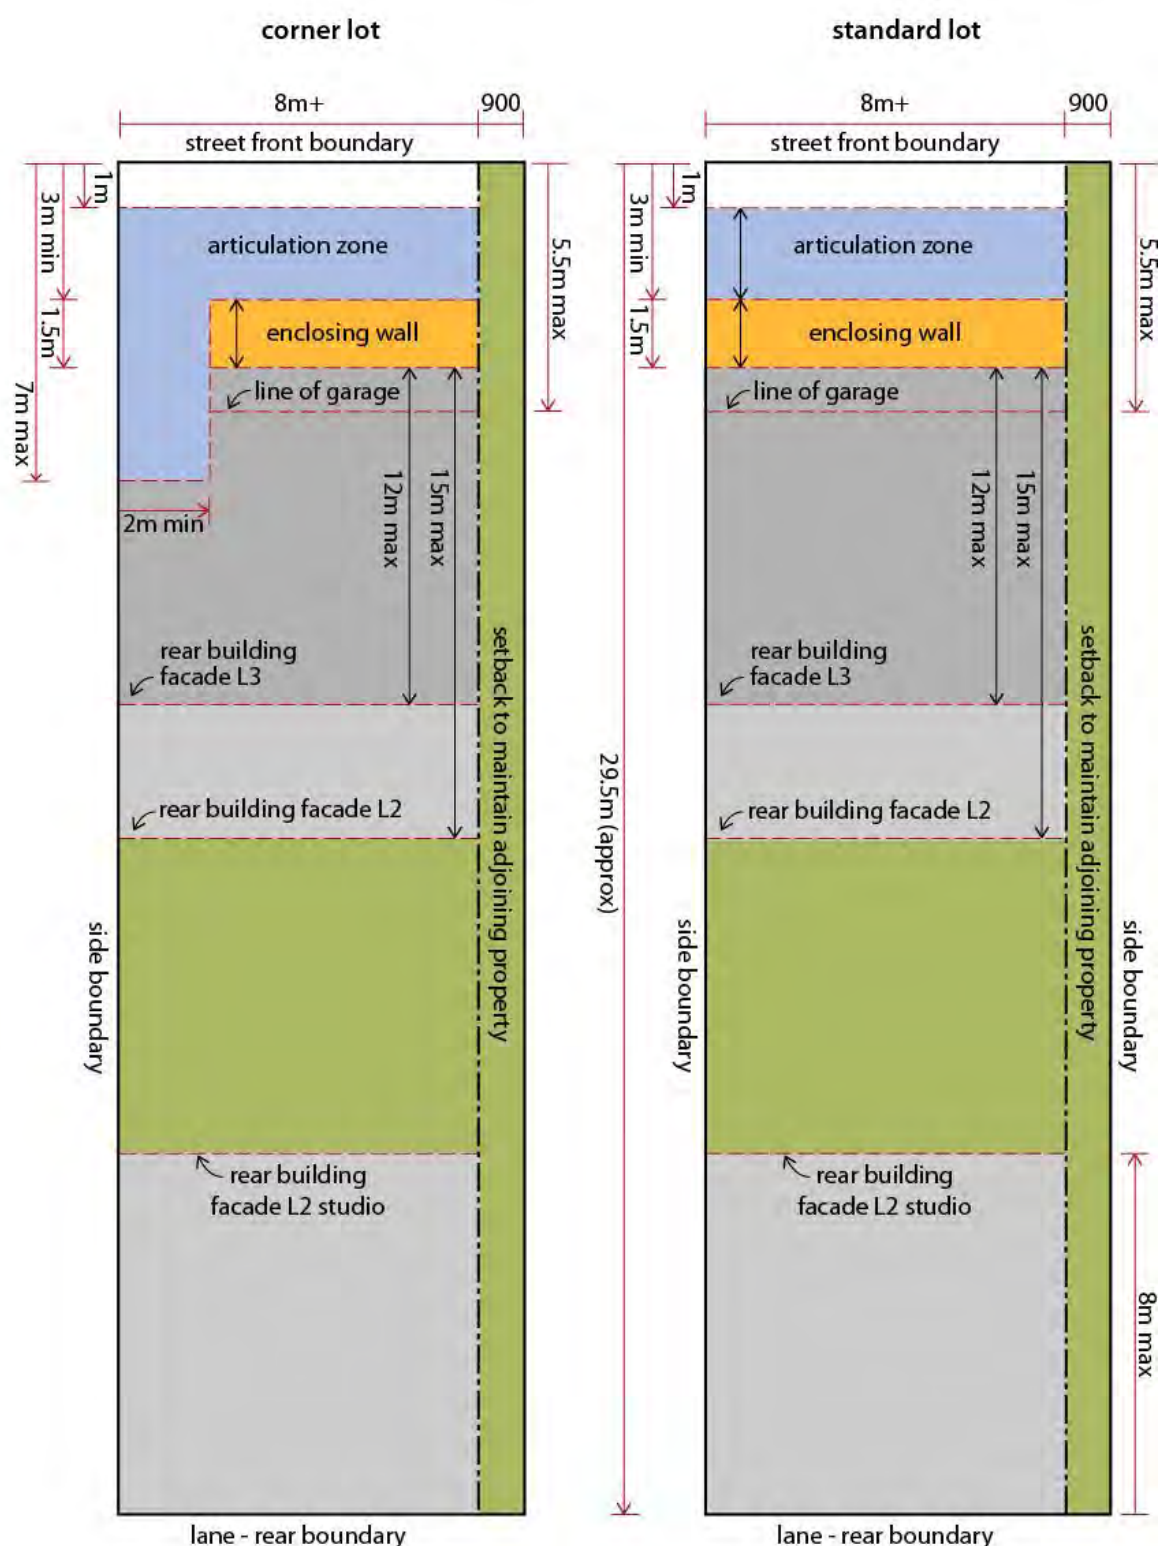 corner lot
8m+
900
street front boundary
1m
3m min
1.5m
7m max
articulation zone
enclosing wall
line of garage
5.5m max
12m max
15m max
2m min
rear building
facade L3
rear building facade L2
setback to maintain adjoining property
side boundary
rear building
facade L2 studio
lane - rear boundary
standard lot
8m+
900
street front boundary
1m
3m min
1.5m
29.5m (approx)
articulation zone
enclosing wall
line of garage
5.5m max
12m max
15m max
rear building
facade L3
rear building facade L2
setback to maintain adjoining property
side boundary
side boundary
rear building
facade L2 studio
8m max
lane - rear boundary